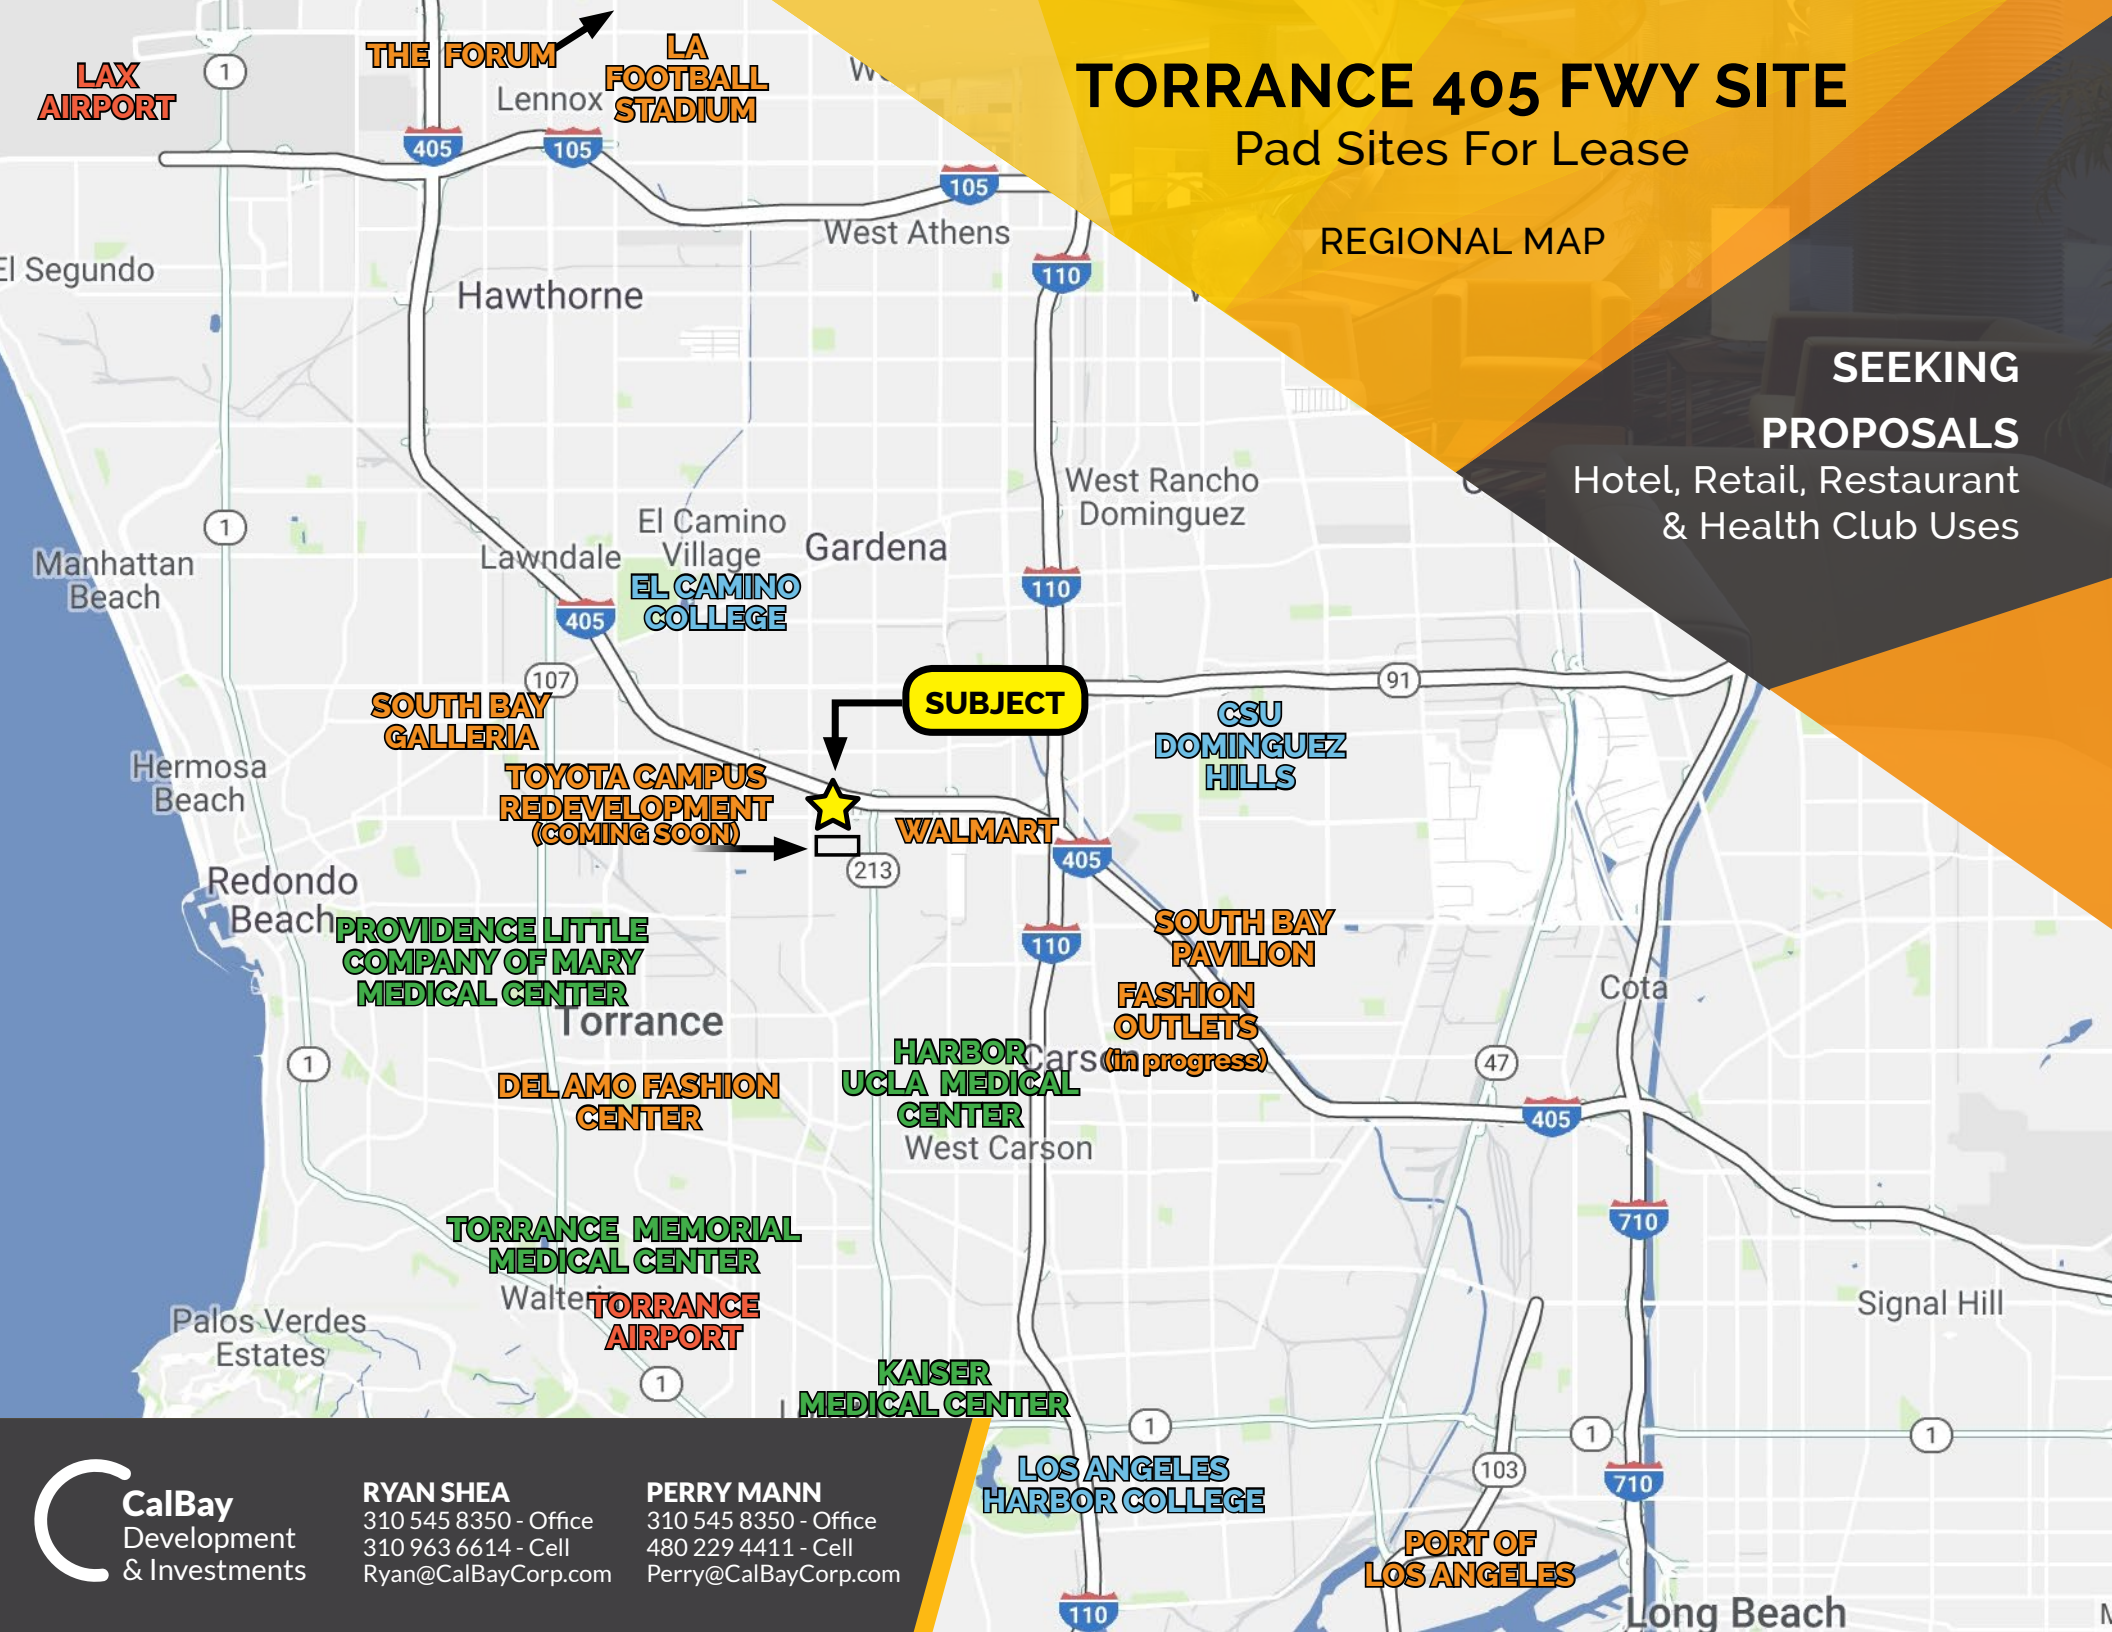 TORRANCE 405 FWY SITE
Pad Sites For Lease
REGIONAL MAP
SEEKING
PROPOSALS
Hotel, Retail, Restaurant
& Health Club Uses
LAX
AIRPORT
1
THE FORUM
LA
FOOTBALL
STADIUM
Lennox
405
105
105
West Athens
El Segundo
Hawthorne
110
West Rancho
Dominguez
1
Manhattan
Beach
Lawndale
El Camino
Village
Gardena
EL CAMINO
COLLEGE
405
110
107
SOUTH BAY
GALLERIA
SUBJECT
91
CSU
DOMINGUEZ
HILLS
Hermosa
Beach
TOYOTA CAMPUS
REDEVELOPMENT
(COMING SOON)
WALMART
405
213
Redondo
Beach
PROVIDENCE LITTLE
COMPANY OF MARY
MEDICAL CENTER
Torrance
110
SOUTH BAY
PAVILION
FASHION
OUTLETS
(in progress)
Cota
1
47
DEL AMO FASHION
CENTER
HARBOR
UCLA MEDICAL
CENTER
West Carson
405
710
TORRANCE MEMORIAL
MEDICAL CENTER
TORRANCE
AIRPORT
Palos Verdes
Estates
Signal Hill
1
KAISER
MEDICAL CENTER
1
1
1
LOS ANGELES
HARBOR COLLEGE
103
710
PORT OF
LOS ANGELES
110
Long Beach
CalBay
Development
& Investments
RYAN SHEA
310 545 8350 - Office
310 963 6614 - Cell
Ryan@CalBayCorp.com
PERRY MANN
310 545 8350 - Office
480 229 4411 - Cell
Perry@CalBayCorp.com